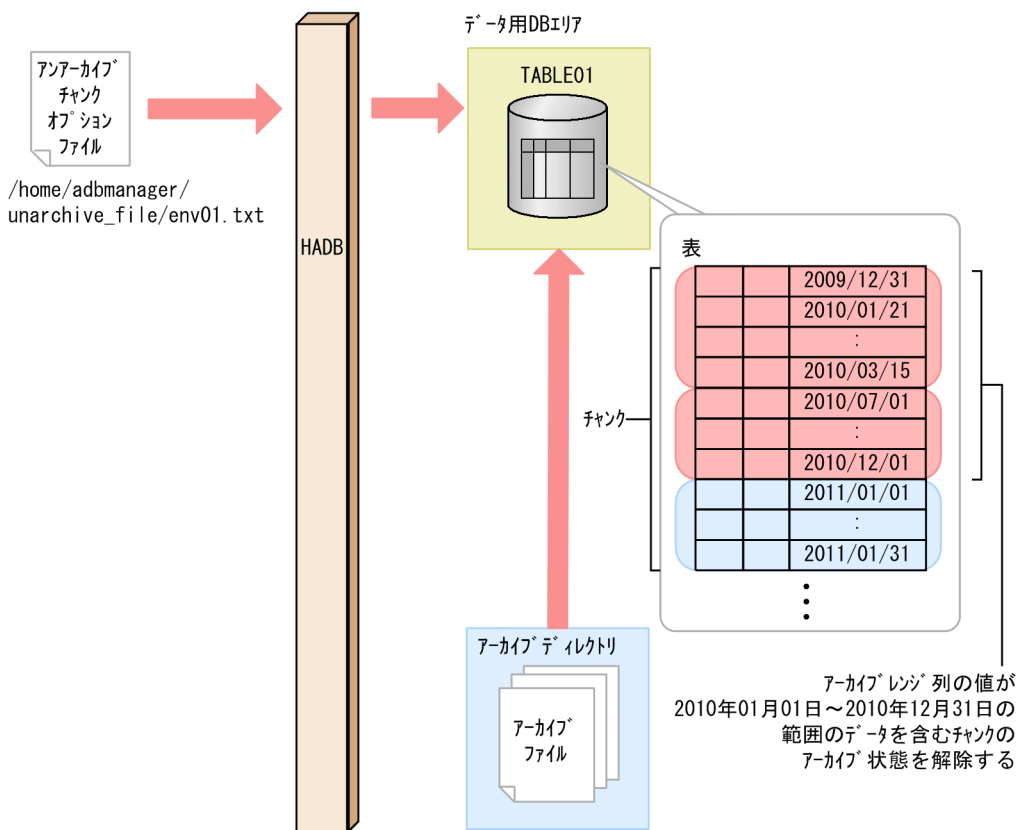 データ用DBエリア
アンアーカイブ
チャンク
オプション
ファイル
TABLE01
/home/adbmanager/
unarchive_file/env01.txt
HADB
表
2009/12/31
2010/01/21
:
2010/03/15
チャンク
2010/07/01
:
2010/12/01
2011/01/01
:
2011/01/31
⋮
アーカイブディレクトリ
アーカイブ
ファイル
アーカイブレンジ列の値が
2010年01月01日～2010年12月31日の
範囲のデータを含むチャンクの
アーカイブ状態を解除する